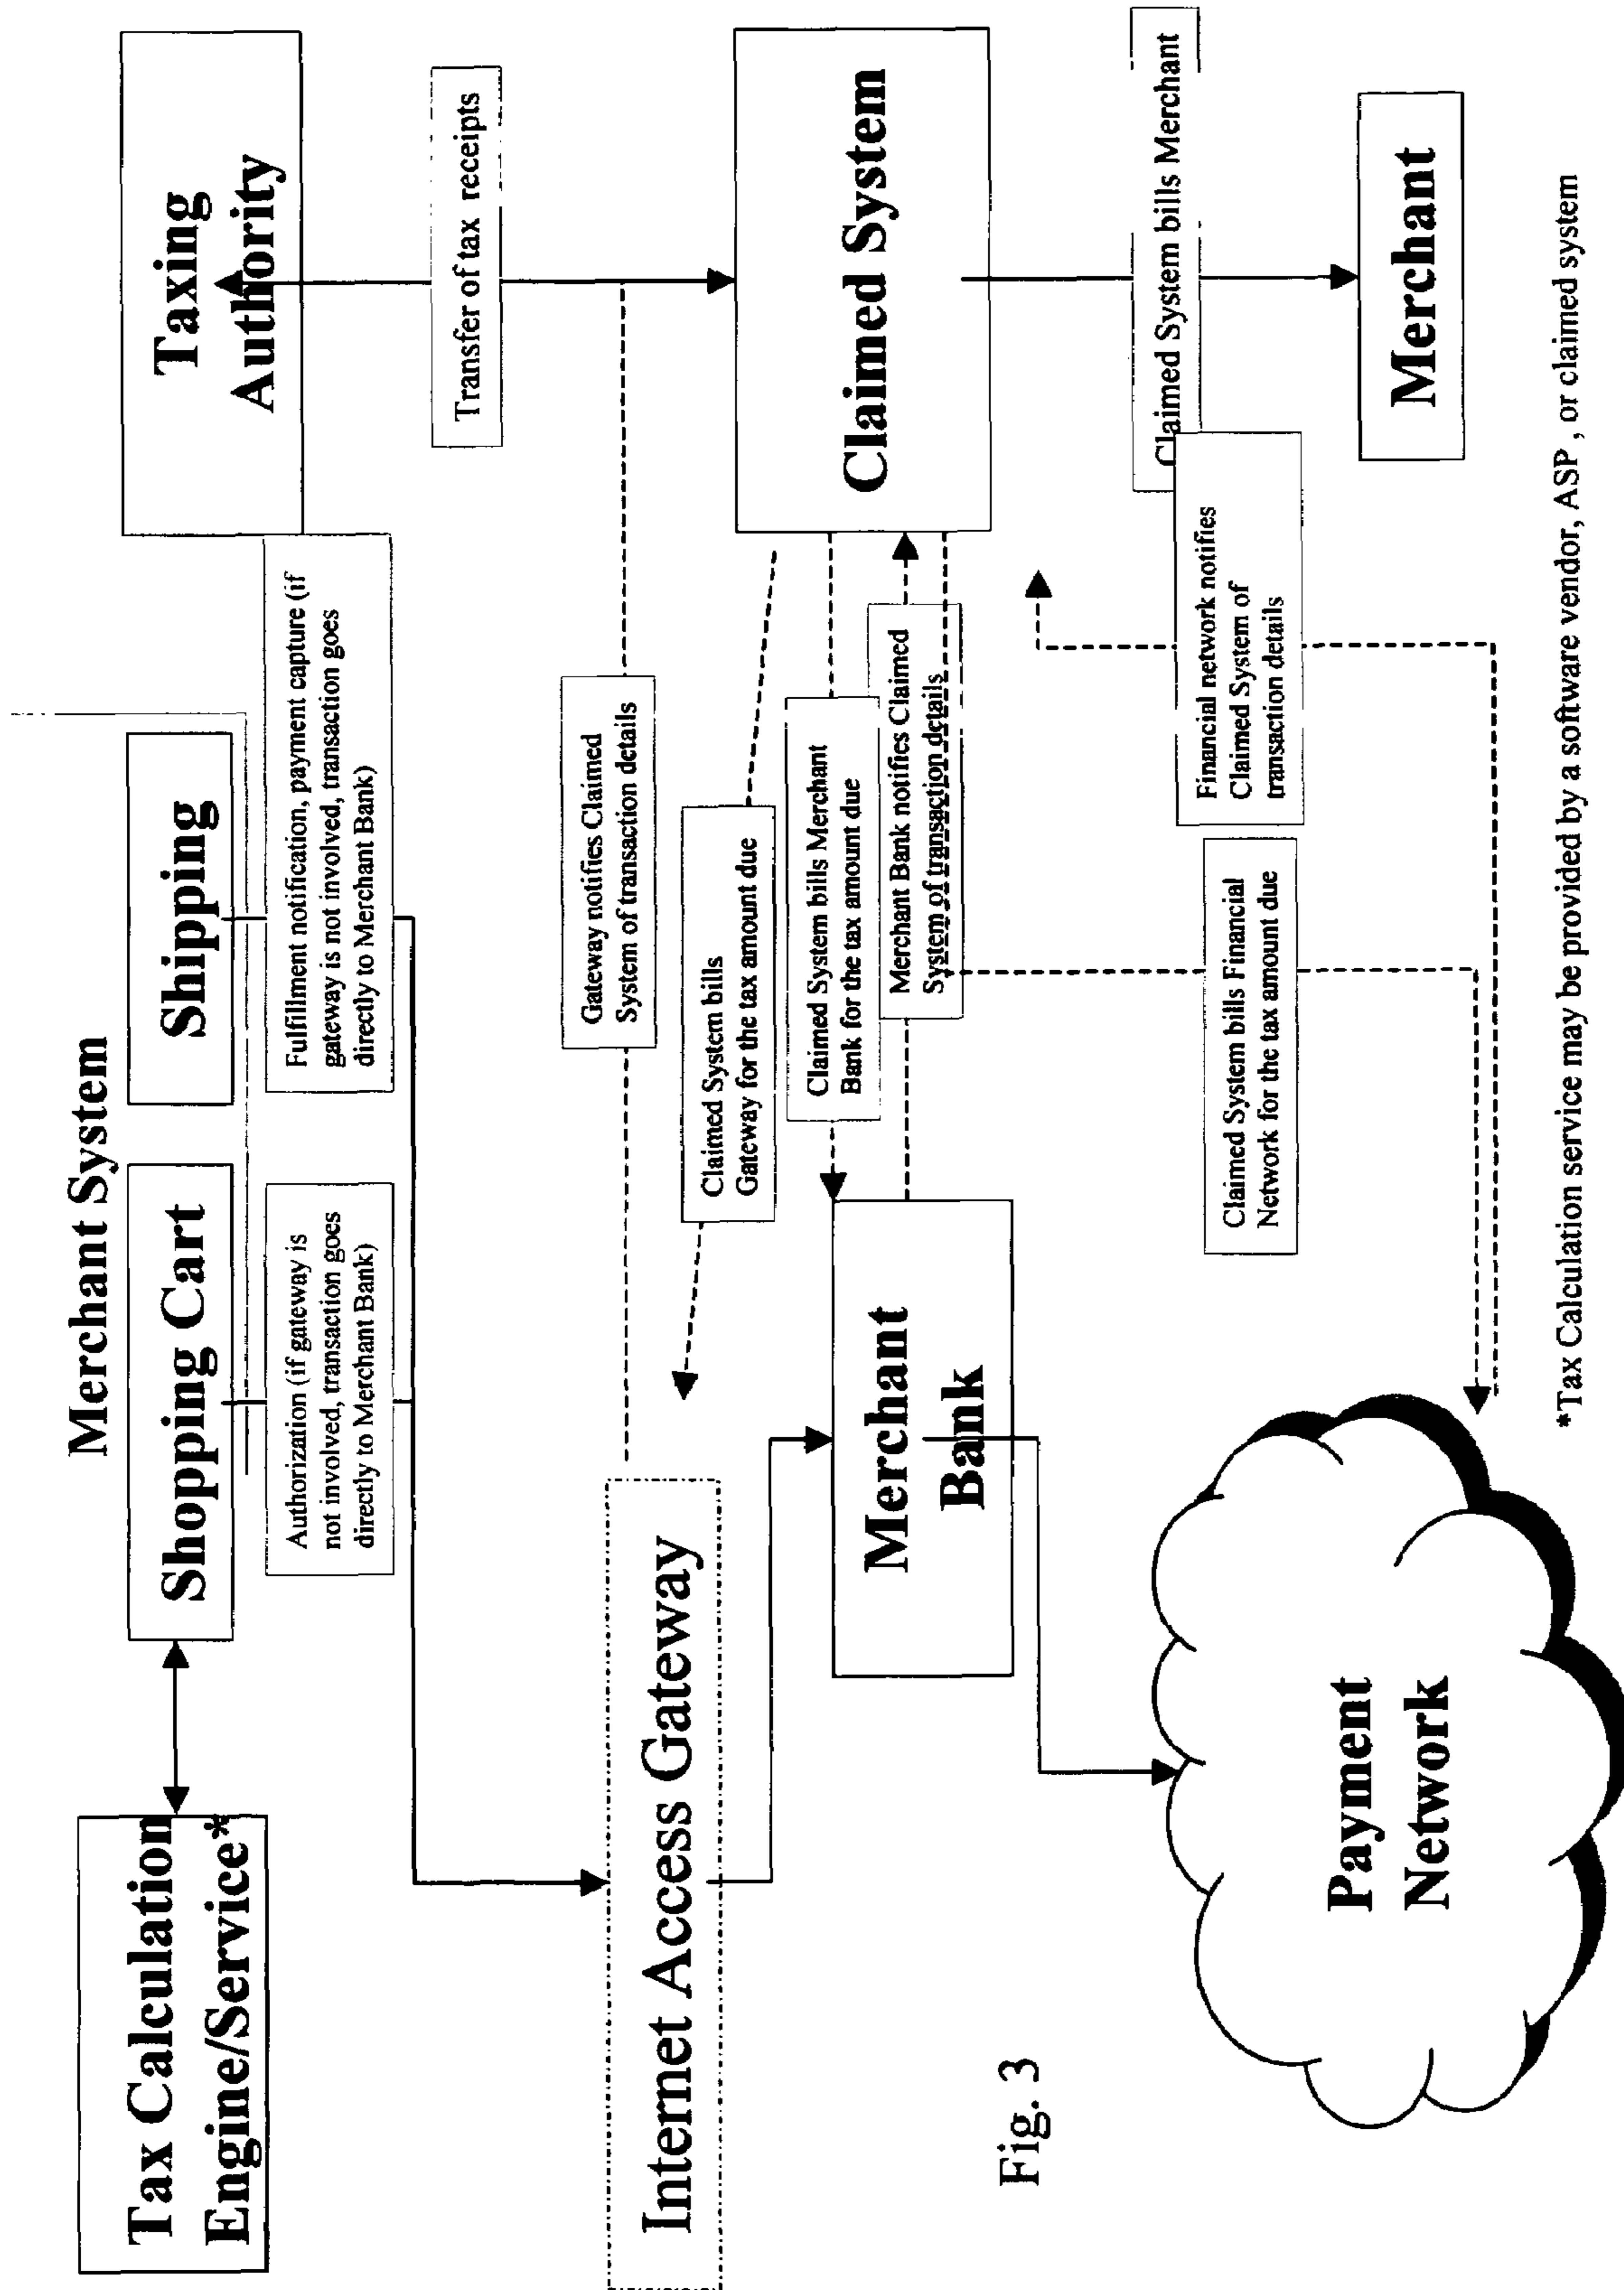 Merchant System
Tax Calculation
Engine/Service*
Shopping Cart
Shipping
Taxing
Authority
Authorization (if gateway is
not involved, transaction goes
directly to Merchant Bank)
Fulfillment notification, payment capture (if
gateway is not involved, transaction goes
directly to Merchant Bank)
Transfer of tax receipts
Internet Access Gateway
Gateway notifies Claimed
System of transaction details
Claimed System bills
Gateway for the tax amount due
Claimed System bills Merchant
Bank for the tax amount due
Merchant Bank notifies Claimed
System of transaction details
Claimed System
Merchant
Bank
Claimed System bills Merchant
Financial network notifies
Claimed System of
transaction details
Claimed System bills Financial
Network for the tax amount due
Merchant
Payment
Network
Fig. 3
*Tax Calculation service may be provided by a software vendor, ASP , or claimed system